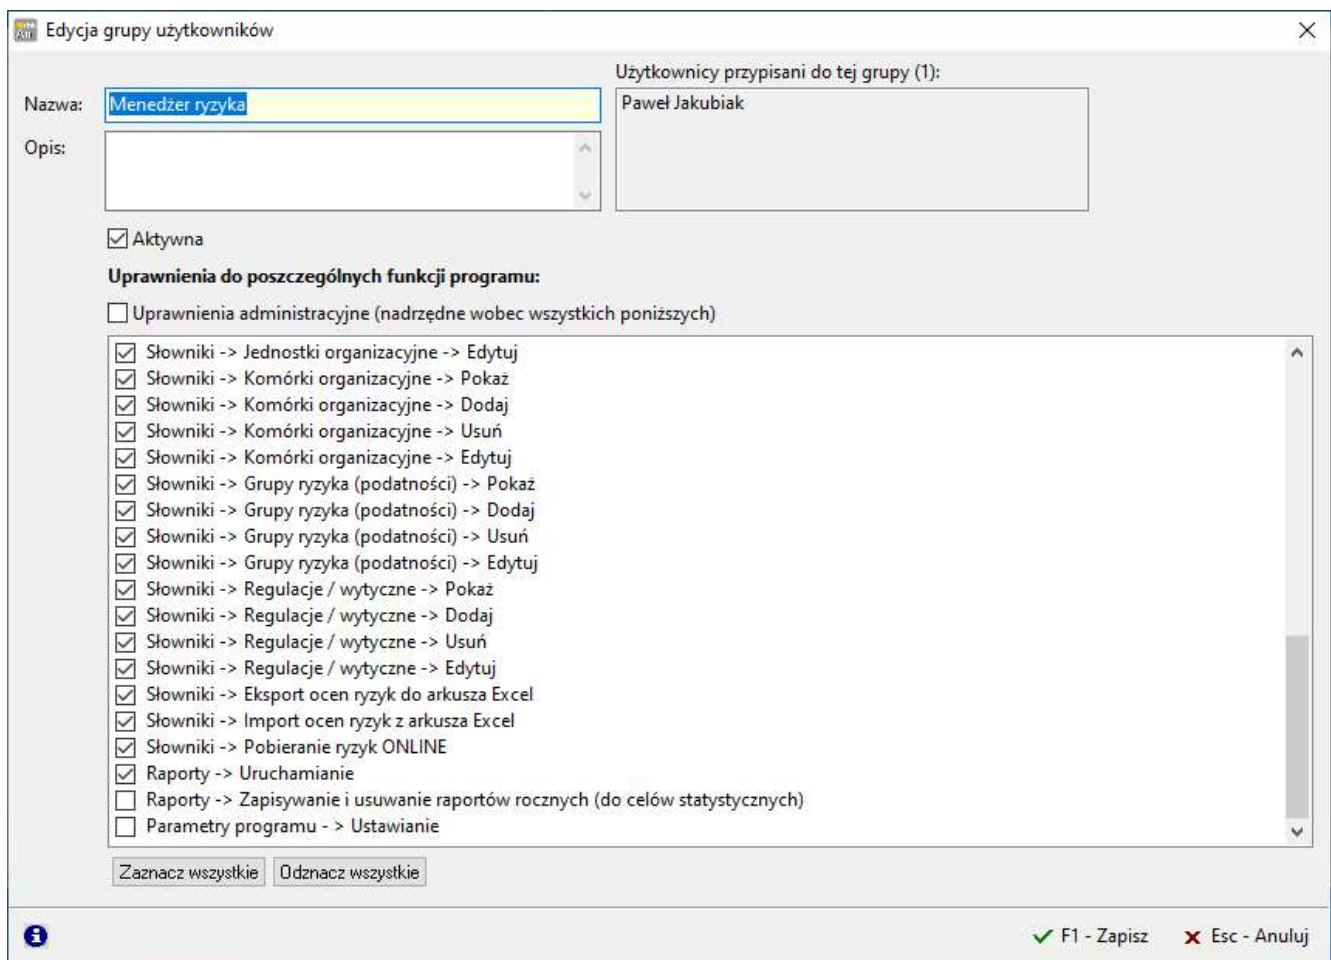 Edycja grupy użytkowników
Użytkownicy przypisani do tej grupy (1):
Nazwa: Menedżer ryzyka
Paweł Jakubiak
Opis:
Aktywna
Uprawnienia do poszczególnych funkcji programu:
Uprawnienia administracyjne (nadrzędne wobec wszystkich poniższych)
Słowniki -> Jednostki organizacyjne -> Edytuj
Słowniki -> Komórki organizacyjne -> Pokaż
Słowniki -> Komórki organizacyjne -> Dodaj
Słowniki -> Komórki organizacyjne -> Usuń
Słowniki -> Komórki organizacyjne -> Edytuj
Słowniki -> Grupy ryzyka (podatności) -> Pokaż
Słowniki -> Grupy ryzyka (podatności) -> Dodaj
Słowniki -> Grupy ryzyka (podatności) -> Usuń
Słowniki -> Grupy ryzyka (podatności) -> Edytuj
Słowniki -> Regulacje / wytyczne -> Pokaż
Słowniki -> Regulacje / wytyczne -> Dodaj
Słowniki -> Regulacje / wytyczne -> Usuń
Słowniki -> Regulacje / wytyczne -> Edytuj
Słowniki -> Eksport ocen ryzyk do arkusza Excel
Słowniki -> Import ocen ryzyk z arkusza Excel
Słowniki -> Pobieranie ryzyk ONLINE
Raporty -> Uruchamianie
Raporty -> Zapisywanie i usuwanie raportów rocznych (do celów statystycznych)
Parametry programu - > Ustawianie
Zaznacz wszystkie Odznacz wszystkie
F1 - Zapisz Esc - Anuluj